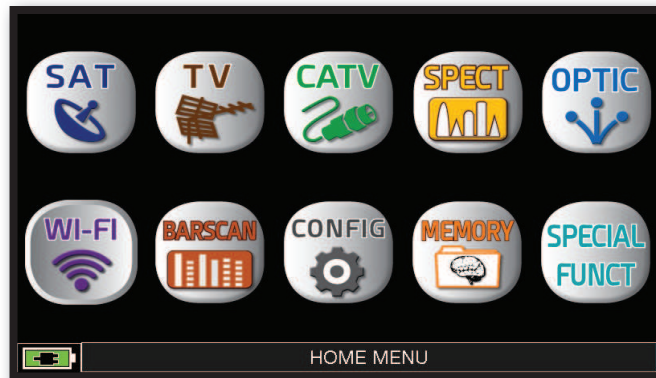 SAT
TV
CATV
SPECT
OPTIC
WI-FI
BARSCAN
CONFIG
MEMORY
SPECIAL
FUNCT
HOME MENU